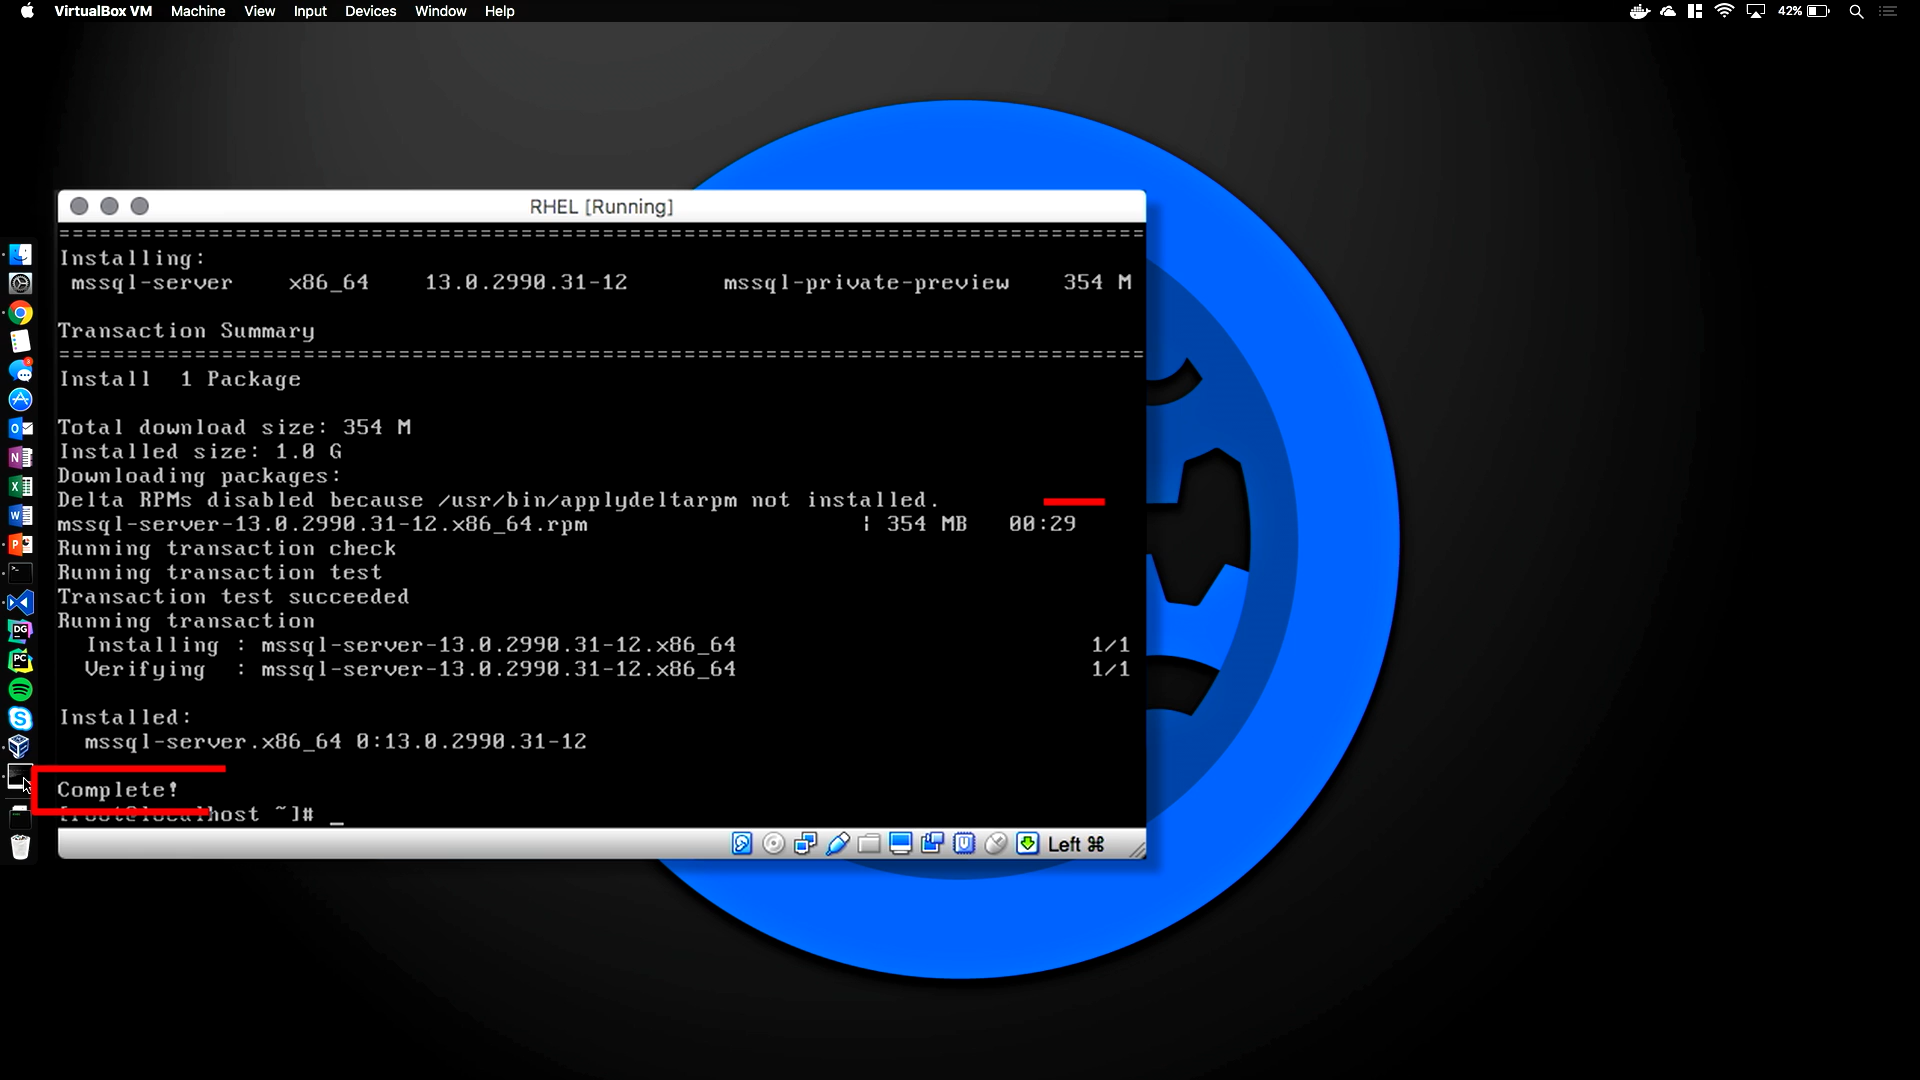 VirtualBox VM Machine View Input Devices Window Help 42%
RHEL [Running]
================================================================================
Installing:
mssql-server x86_64 13.0.2990.31-12 mssql-private-preview 354 M
Transaction Summary
================================================================================
Install 1 Package
Total download size: 354 M
Installed size: 1.0 G
Downloading packages:
Delta RPMs disabled because /usr/bin/applydeltarpm not installed.
mssql-server-13.0.2990.31-12.x86_64.rpm | 354 MB 00:29
Running transaction check
Running transaction test
Transaction test succeeded
Running transaction
Installing : mssql-server-13.0.2990.31-12.x86_64 1/1
Verifying : mssql-server-13.0.2990.31-12.x86_64 1/1
Installed:
mssql-server.x86_64 0:13.0.2990.31-12
Complete!
[root@localhost ~]# _
Left ⌘
DG
PC